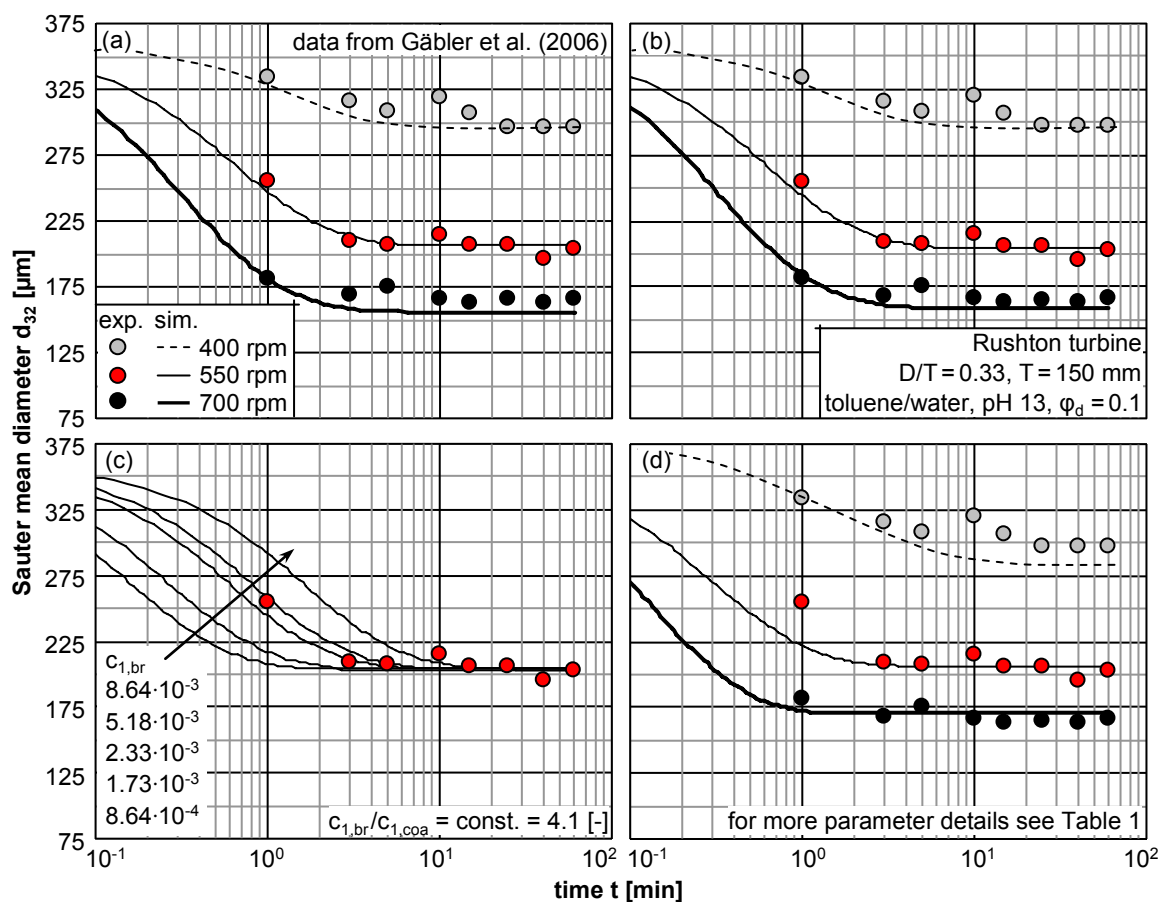 Sauter mean diameter d32 [µm]
375
325
275
225
175
125
75
(a)
data from Gäbler et al. (2006)
exp. sim.
400 rpm
550 rpm
700 rpm
(b)
Rushton turbine
D/T = 0.33, T = 150 mm
toluene/water, pH 13, φd = 0.1
375
325
275
225
175
125
75
(c)
c1,br
8.64·10-3
5.18·10-3
2.33·10-3
1.73·10-3
8.64·10-4
c1,br/c1,coa = const. = 4.1 [-]
(d)
for more parameter details see Table 1
10-1 100 101 102
10-1 100 101 102
time t [min]